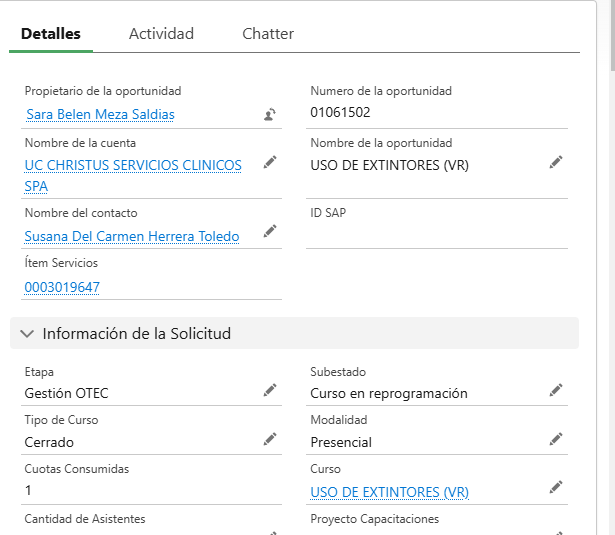 Detalles
Actividad
Chatter
Propietario de la oportunidad
Sara Belen Meza Saldias
Numero de la oportunidad
01061502
Nombre de la cuenta
UC CHRISTUS SERVICIOS CLINICOS
SPA
Nombre de la oportunidad
USO DE EXTINTORES (VR)
Nombre del contacto
Susana Del Carmen Herrera Toledo
ID SAP
Ítem Servicios
0003019647
Información de la Solicitud
Etapa
Gestión OTEC
Subestado
Curso en reprogramación
Tipo de Curso
Cerrado
Modalidad
Presencial
Cuotas Consumidas
1
Curso
USO DE EXTINTORES (VR)
Cantidad de Asistentes
Proyecto Capacitaciones